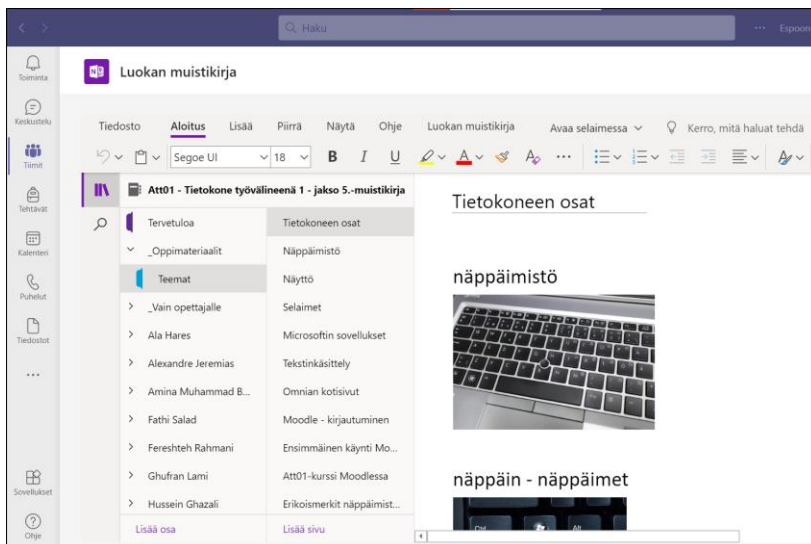 Haku
Espoon
Toiminta
Keskustelu
Tiimit
Tehtävät
Kalenteri
Puhelut
Tiedostot
Sovellukset
Ohje
Luokan muistikirja
Tiedosto Aloitus Lisää Piirrä Näytä Ohje Luokan muistikirja Avaa selaimessa Kerro, mitä haluat tehdä
Segoe UI 18 B I U
Att01 - Tietokone työvälineenä 1 - jakso 5.-muistikirja
Tervetuloa
_Oppimateriaalit
Teemat
_Vain opettajalle
Ala Hares
Alexandre Jeremias
Amina Muhammad B...
Fathi Salad
Fereshteh Rahmani
Ghufran Lami
Hussein Ghazali
Lisää osa
Tietokoneen osat
Näppäimistö
Näyttö
Selaimet
Microsoftin sovellukset
Tekstinkäsittely
Omnian kotisivut
Moodle - kirjautuminen
Ensimmäinen käynti Mo...
Att01-kurssi Moodlessa
Erikoismerkit näppäimist...
Lisää sivu
Tietokoneen osat
näppäimistö
näppäin - näppäimet
Ctrl Alt